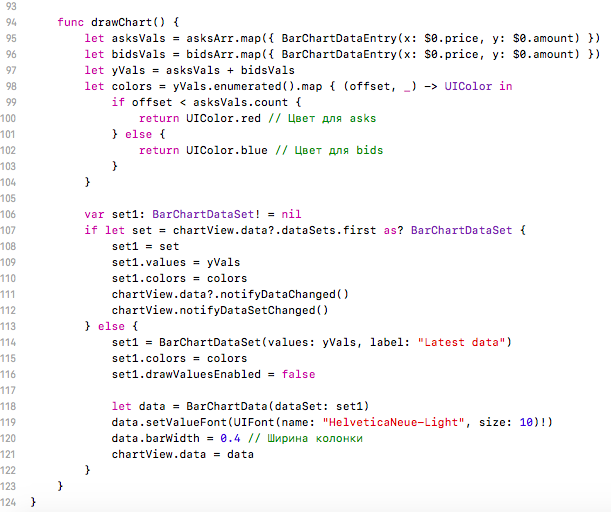 93
94 func drawChart() {
95 let asksVals = asksArr.map({ BarChartDataEntry(x: $0.price, y: $0.amount) })
96 let bidsVals = bidsArr.map({ BarChartDataEntry(x: $0.price, y: $0.amount) })
97 let yVals = asksVals + bidsVals
98 let colors = yVals.enumerated().map { (offset, _) -> UIColor in
99 if offset < asksVals.count {
100 return UIColor.red // Цвет для asks
101 } else {
102 return UIColor.blue // Цвет для bids
103 }
104 }
105
106 var set1: BarChartDataSet! = nil
107 if let set = chartView.data?.dataSets.first as? BarChartDataSet {
108 set1 = set
109 set1.values = yVals
110 set1.colors = colors
111 chartView.data?.notifyDataChanged()
112 chartView.notifyDataSetChanged()
113 } else {
114 set1 = BarChartDataSet(values: yVals, label: "Latest data")
115 set1.colors = colors
116 set1.drawValuesEnabled = false
117
118 let data = BarChartData(dataSet: set1)
119 data.setValueFont(UIFont(name: "HelveticaNeue-Light", size: 10)!)
120 data.barWidth = 0.4 // Ширина колонки
121 chartView.data = data
122 }
123 }
124 }